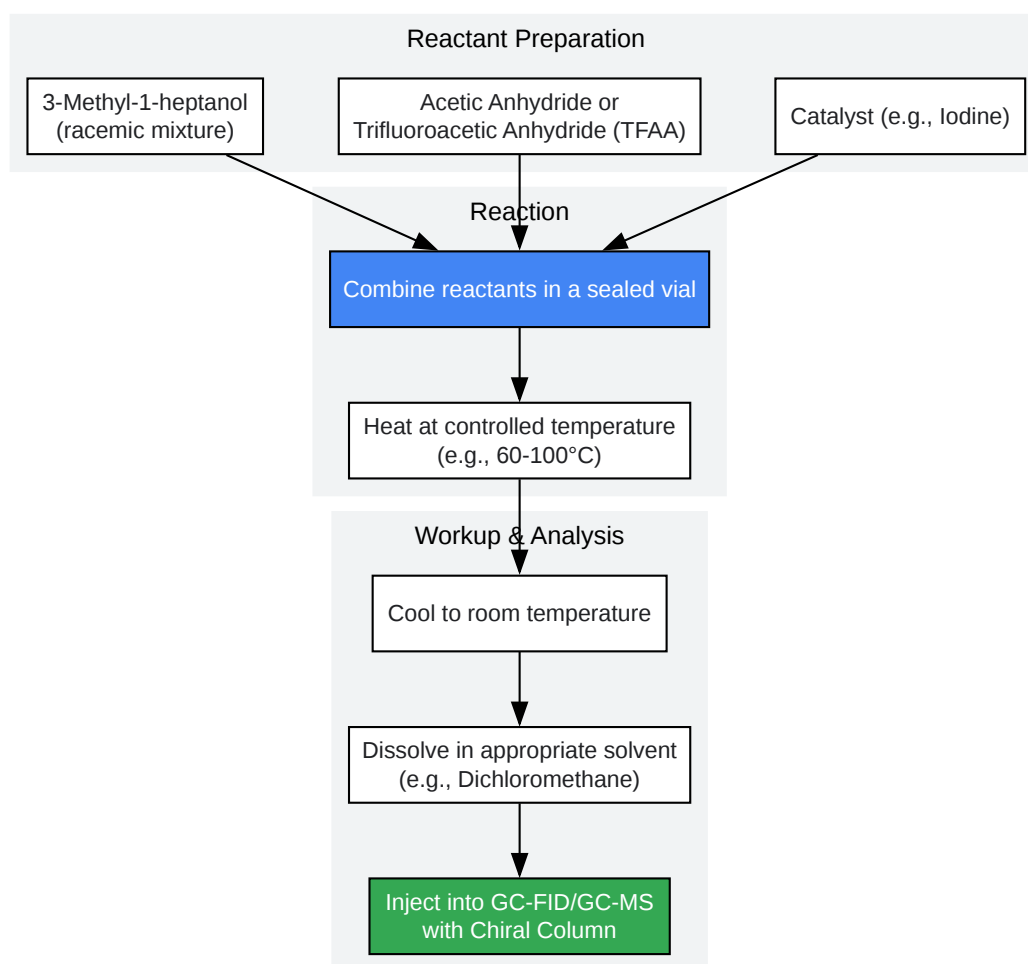 Reactant Preparation
3-Methyl-1-heptanol
(racemic mixture)
Acetic Anhydride or
Trifluoroacetic Anhydride (TFAA)
Catalyst (e.g., Iodine)
Reaction
Combine reactants in a sealed vial
Heat at controlled temperature
(e.g., 60-100°C)
Workup & Analysis
Cool to room temperature
Dissolve in appropriate solvent
(e.g., Dichloromethane)
Inject into GC-FID/GC-MS
with Chiral Column